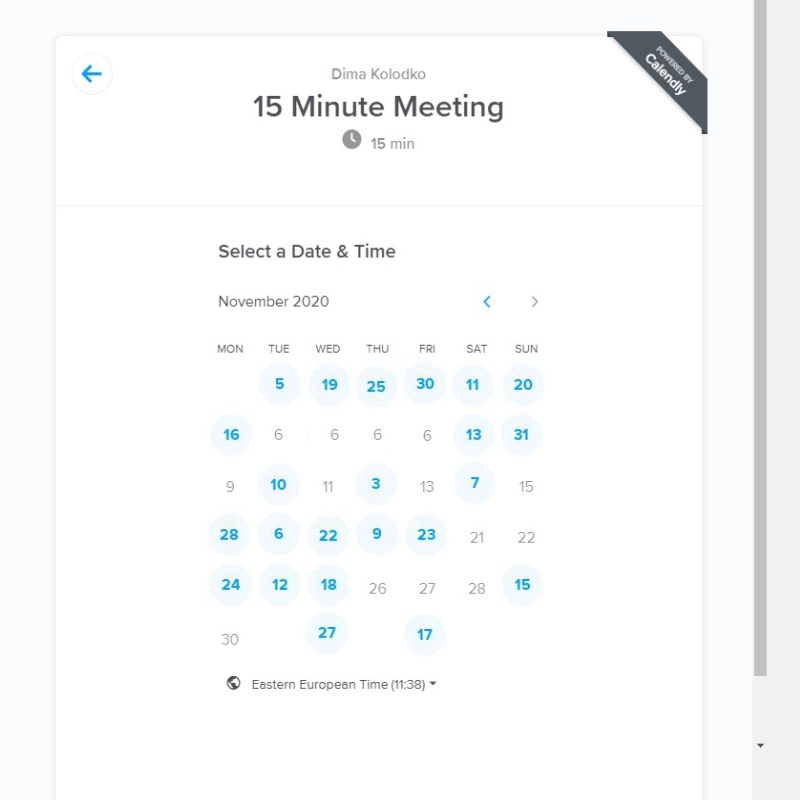 POWERED BY
Calendly
Dima Kolodko
15 Minute Meeting
15 min
Select a Date & Time
November 2020
MON TUE WED THU FRI SAT SUN
5 19 25 30 11 20
16 6 6 6 6 13 31
9 10 11 3 13 7 15
28 6 22 9 23 21 22
24 12 18 26 27 28 15
30 27 17
Eastern European Time (11:38)